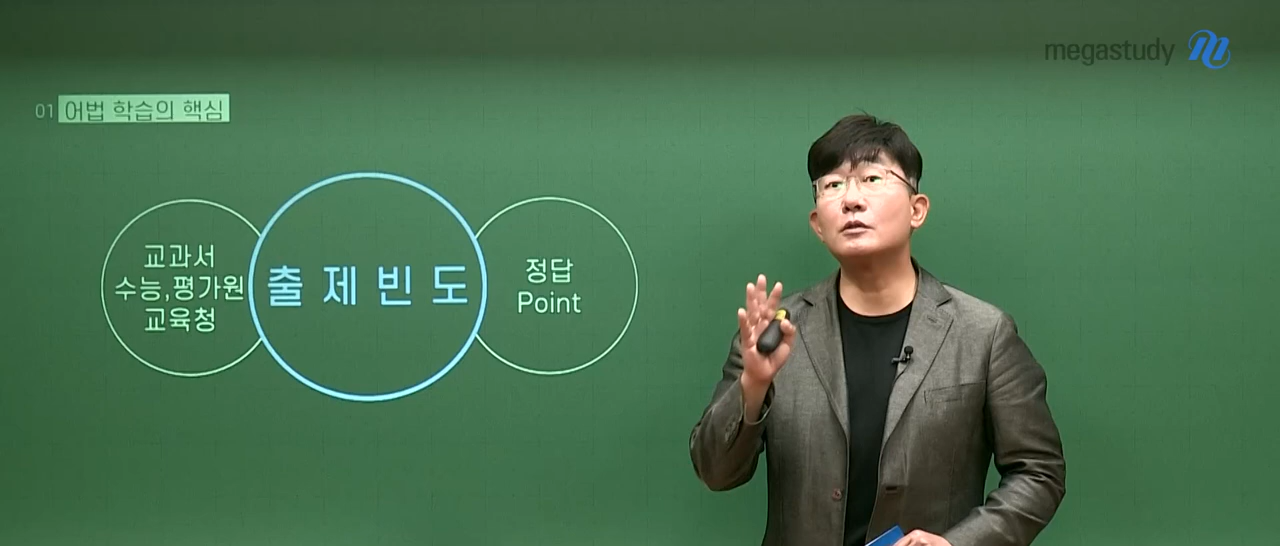 megastudy
01 어법 학습의 핵심
교과서
수능,평가원
교육청
출제빈도
정답
Point